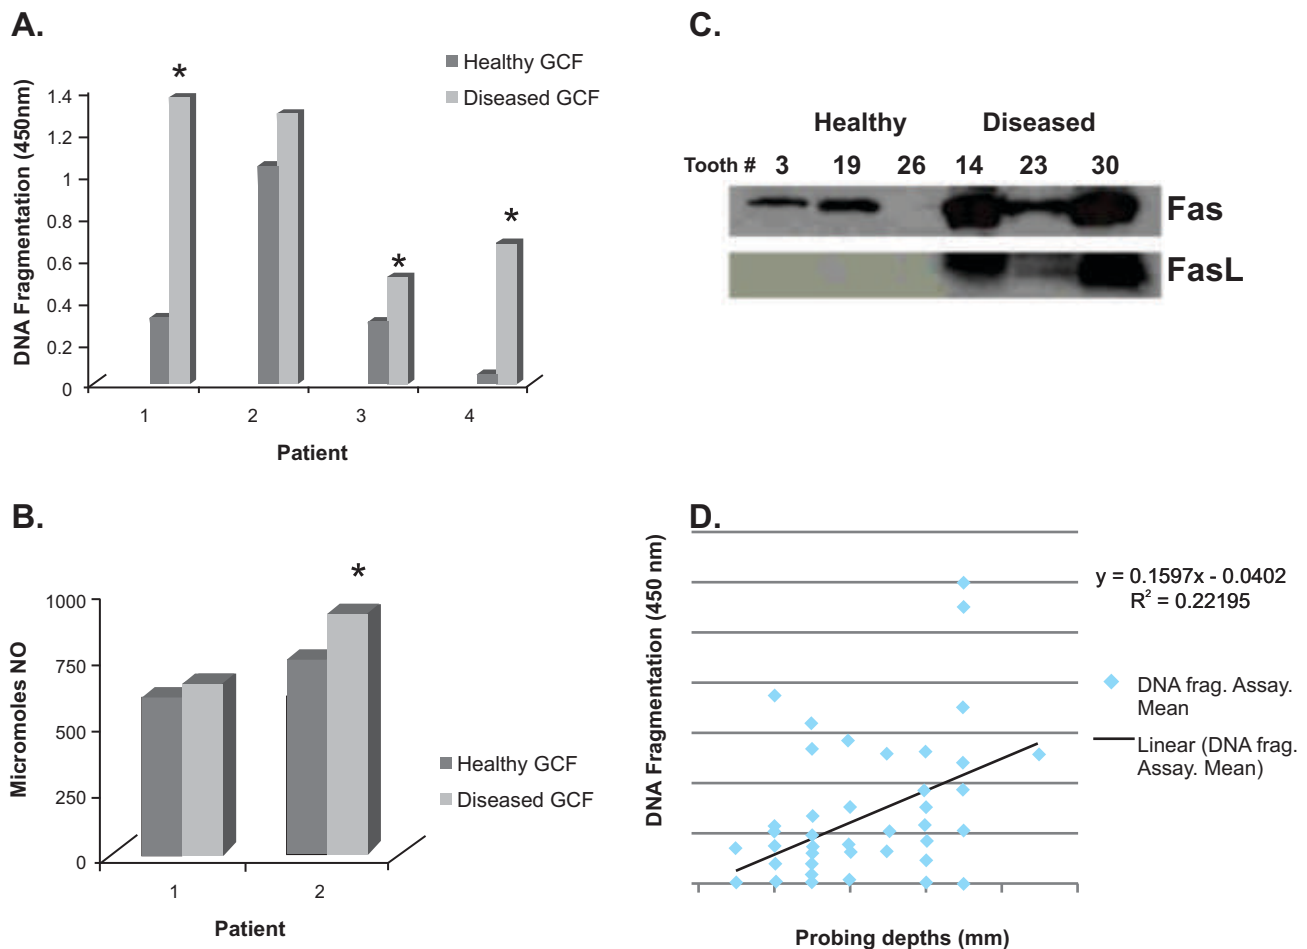 A.
Healthy GCF
Diseased GCF
DNA Fragmentation (450nm)
1.4
1.2
1
0.8
0.6
0.4
0.2
0
*
*
*
1 2 3 4
Patient
B.
Micromoles NO
1000
750
500
250
0
*
Healthy GCF
Diseased GCF
1 2
Patient
C.
Healthy Diseased
Tooth # 3 19 26 14 23 30
Fas
FasL
D.
DNA Fragmentation (450 nm)
y = 0.1597x - 0.0402
R² = 0.22195
DNA frag. Assay.
Mean
Linear (DNA frag.
Assay. Mean)
Probing depths (mm)